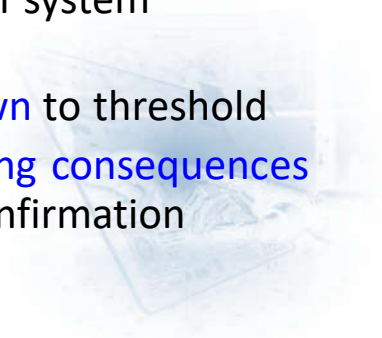 r system
wn to threshold
ng consequences
nfirmation